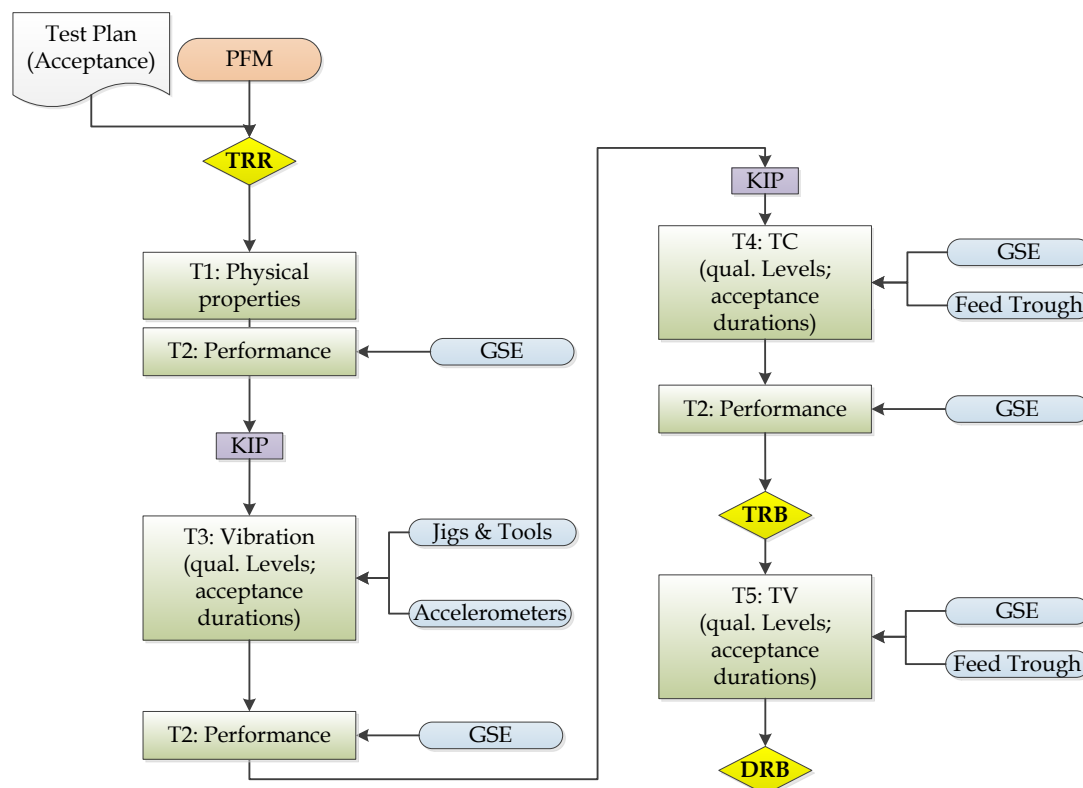 Test Plan
(Acceptance)
PFM
TRR
T1: Physical
properties
T2: Performance
GSE
KIP
T3: Vibration
(qual. Levels;
acceptance
durations)
Jigs & Tools
Accelerometers
T2: Performance
GSE
KIP
T4: TC
(qual. Levels;
acceptance
durations)
GSE
Feed Trough
T2: Performance
GSE
TRB
T5: TV
(qual. Levels;
acceptance
durations)
GSE
Feed Trough
DRB